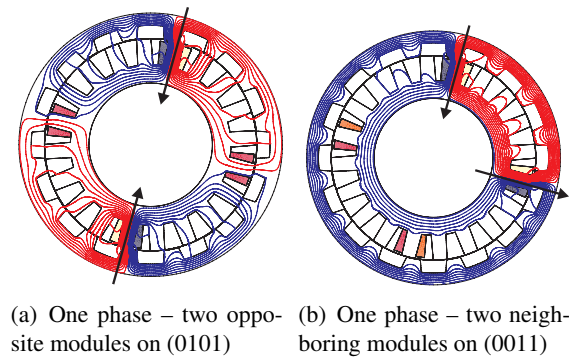 (a) One phase – two oppo-
site modules on (0101)
(b) One phase – two neigh-
boring modules on (0011)